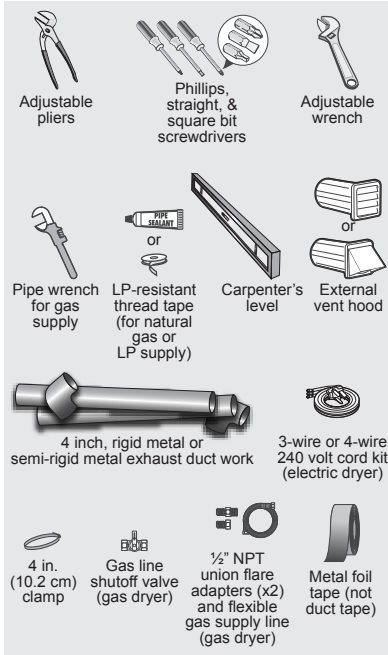 Adjustable
pliers
Phillips,
straight, &
square bit
screwdrivers
Adjustable
wrench
Pipe wrench
for gas
supply
PIPE
SEALANT
or
LP-resistant
thread tape
(for natural
gas or
LP supply)
Carpenter's
level
or
External
vent hood
4 inch, rigid metal or
semi-rigid metal exhaust duct work
3-wire or 4-wire
240 volt cord kit
(electric dryer)
4 in.
(10.2 cm)
clamp
Gas line
shutoff valve
(gas dryer)
½" NPT
union flare
adapters (x2)
and flexible
gas supply line
(gas dryer)
Metal foil
tape (not
duct tape)